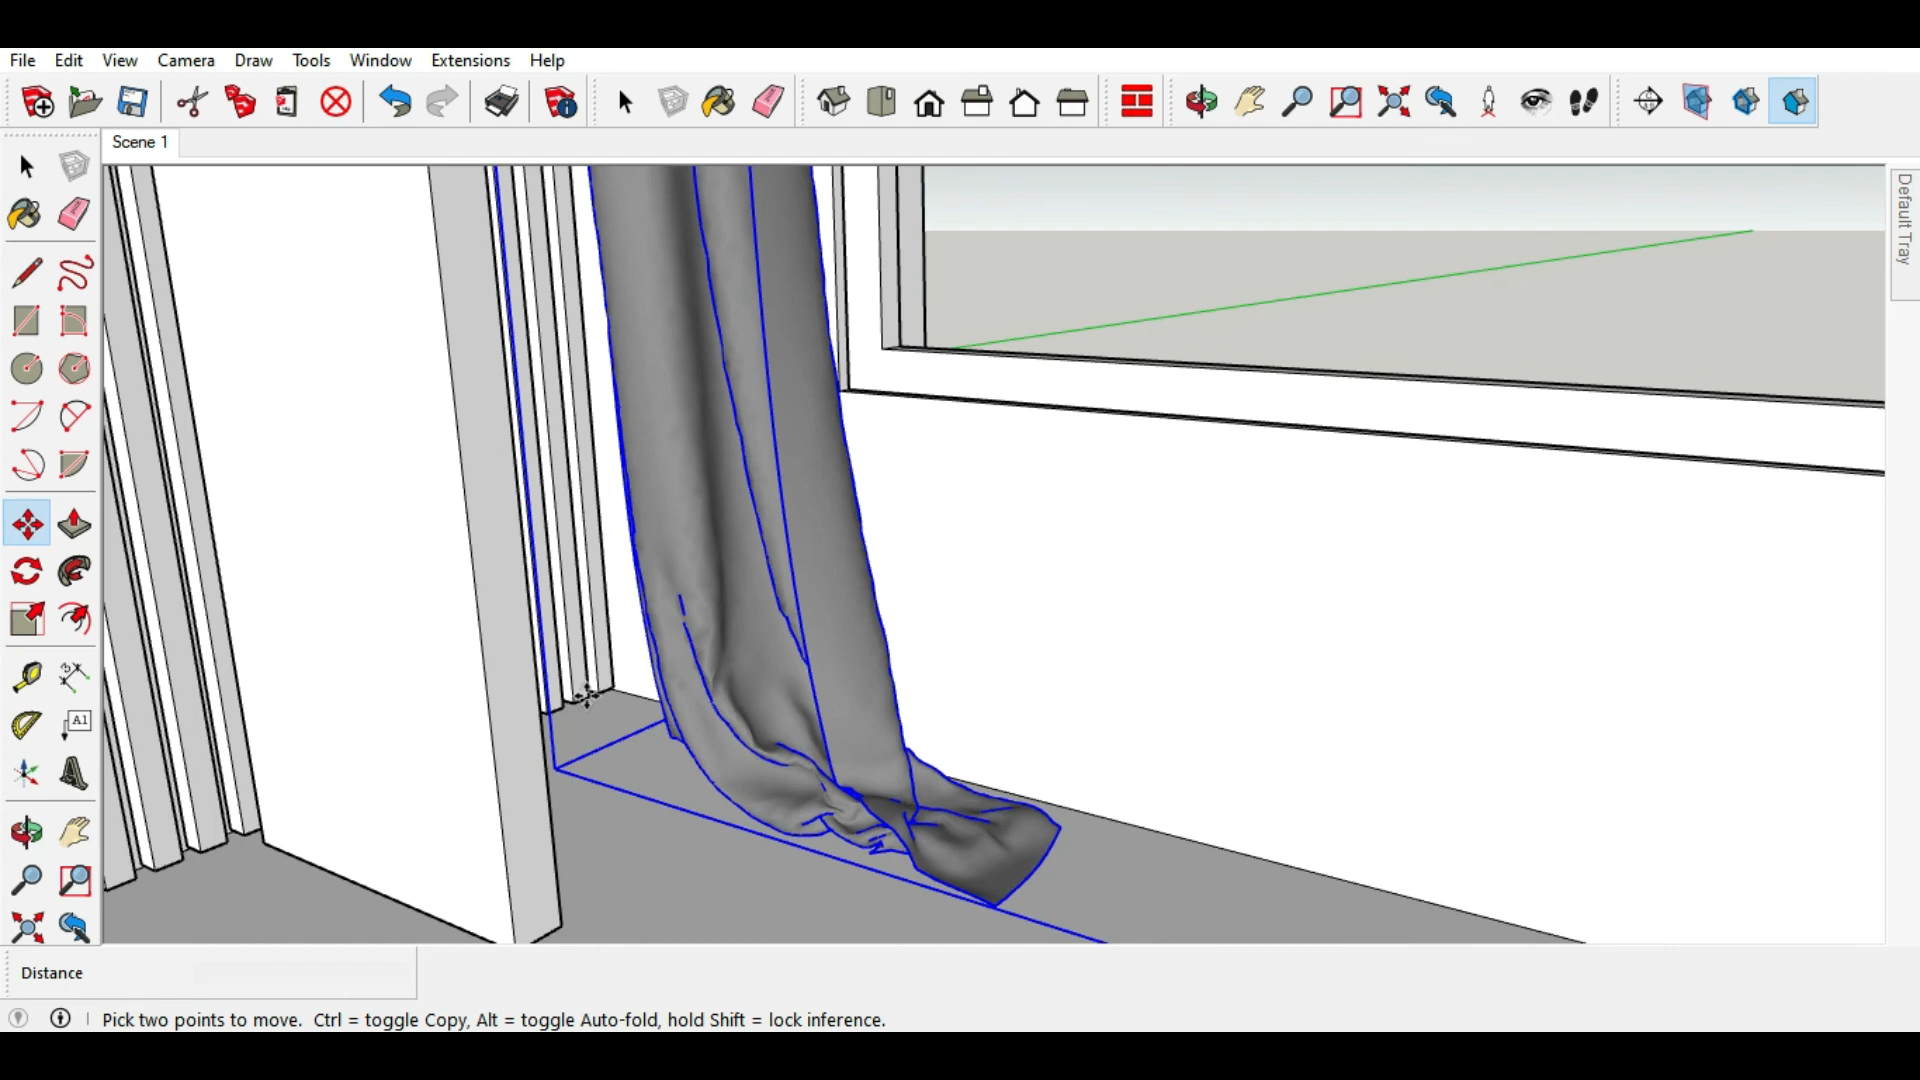 File Edit View Camera Draw Tools Window Extensions Help
Scene 1
Default Tray
A1
Distance
Pick two points to move. Ctrl = toggle Copy, Alt = toggle Auto-fold, hold Shift = lock inference.